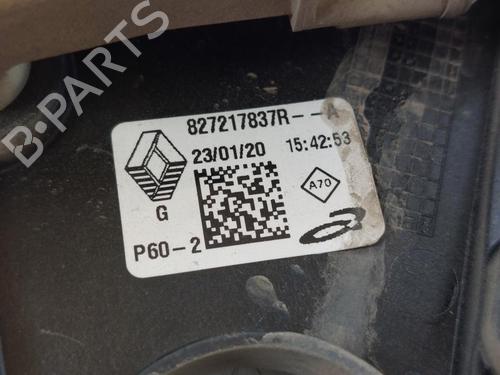 827217837R--A
23/01/20 15:42:53
A70
G
P60-2
B-PARTS